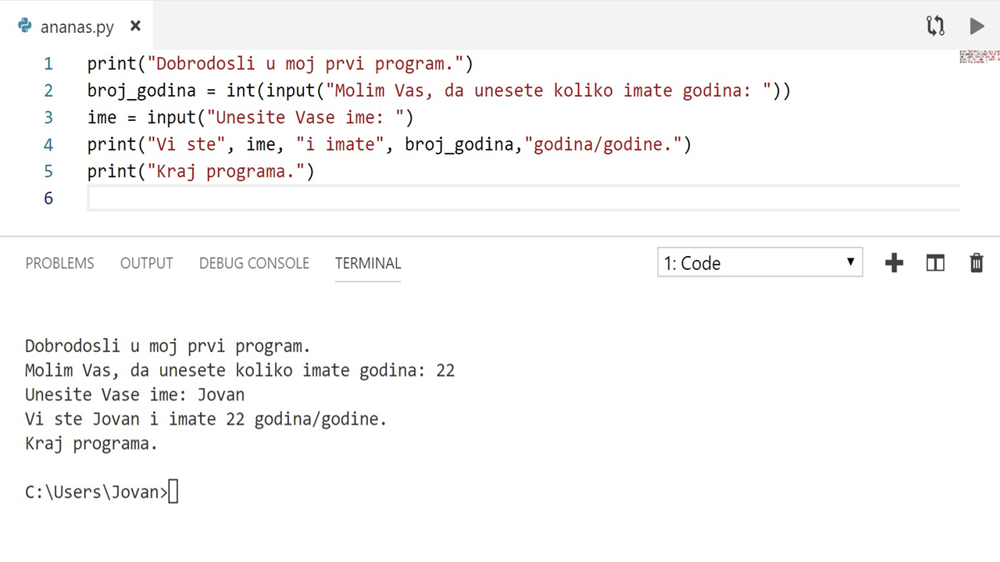 ananas.py
1 print("Dobrodosli u moj prvi program.")
2 broj_godina = int(input("Molim Vas, da unesete koliko imate godina: "))
3 ime = input("Unesite Vase ime: ")
4 print("Vi ste", ime, "i imate", broj_godina,"godina/godine.")
5 print("Kraj programa.")
6
PROBLEMS OUTPUT DEBUG CONSOLE TERMINAL 1: Code
Dobrodosli u moj prvi program.
Molim Vas, da unesete koliko imate godina: 22
Unesite Vase ime: Jovan
Vi ste Jovan i imate 22 godina/godine.
Kraj programa.
C:\Users\Jovan>